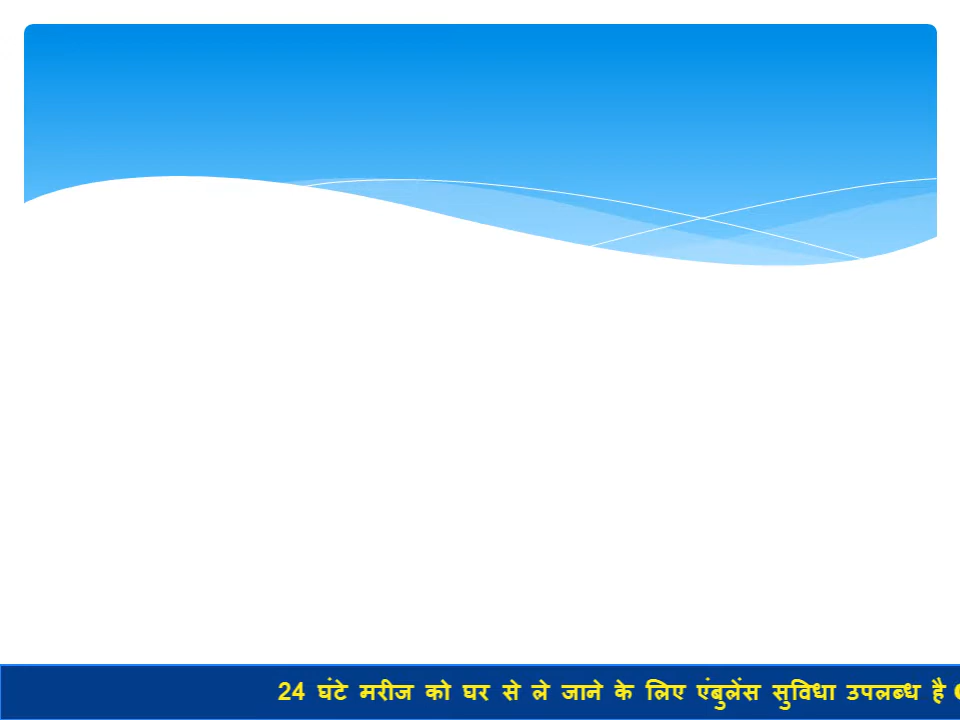 24 घंटे मरीज को घर से ले जाने के लिए एंबुलेंस सुविधा उपलब्ध है